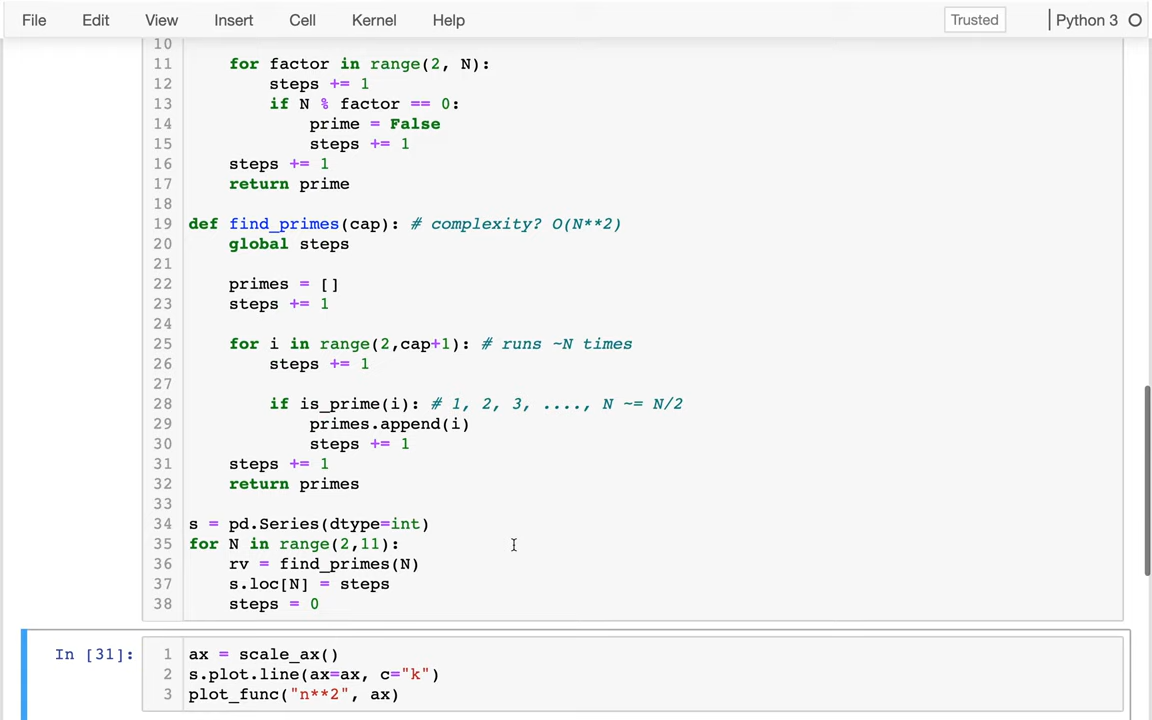 File Edit View Insert Cell Kernel Help Trusted Python 3
10
11 for factor in range(2, N):
12 steps += 1
13 if N % factor == 0:
14 prime = False
15 steps += 1
16 steps += 1
17 return prime
18
19 def find_primes(cap): # complexity? O(N**2)
20 global steps
21
22 primes = []
23 steps += 1
24
25 for i in range(2,cap+1): # runs ~N times
26 steps += 1
27
28 if is_prime(i): # 1, 2, 3, ...., N ~= N/2
29 primes.append(i)
30 steps += 1
31 steps += 1
32 return primes
33
34 s = pd.Series(dtype=int)
35 for N in range(2,11):
36 rv = find_primes(N)
37 s.loc[N] = steps
38 steps = 0
In [31]: 1 ax = scale_ax()
2 s.plot.line(ax=ax, c="k")
3 plot_func("n**2", ax)